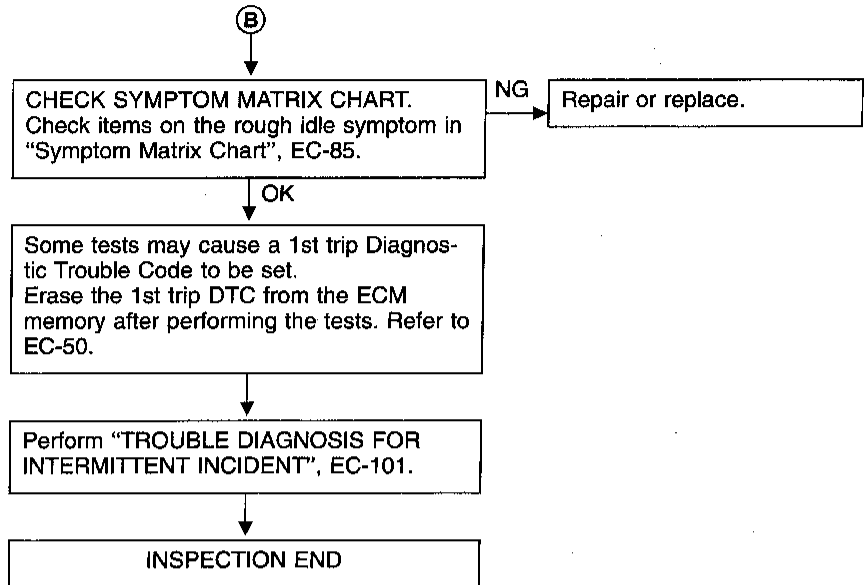 B
CHECK SYMPTOM MATRIX CHART.
Check items on the rough idle symptom in
“Symptom Matrix Chart”, EC-85.
NG
Repair or replace.
OK
Some tests may cause a 1st trip Diagnos-
tic Trouble Code to be set.
Erase the 1st trip DTC from the ECM
memory after performing the tests. Refer to
EC-50.
Perform “TROUBLE DIAGNOSIS FOR
INTERMITTENT INCIDENT”, EC-101.
INSPECTION END